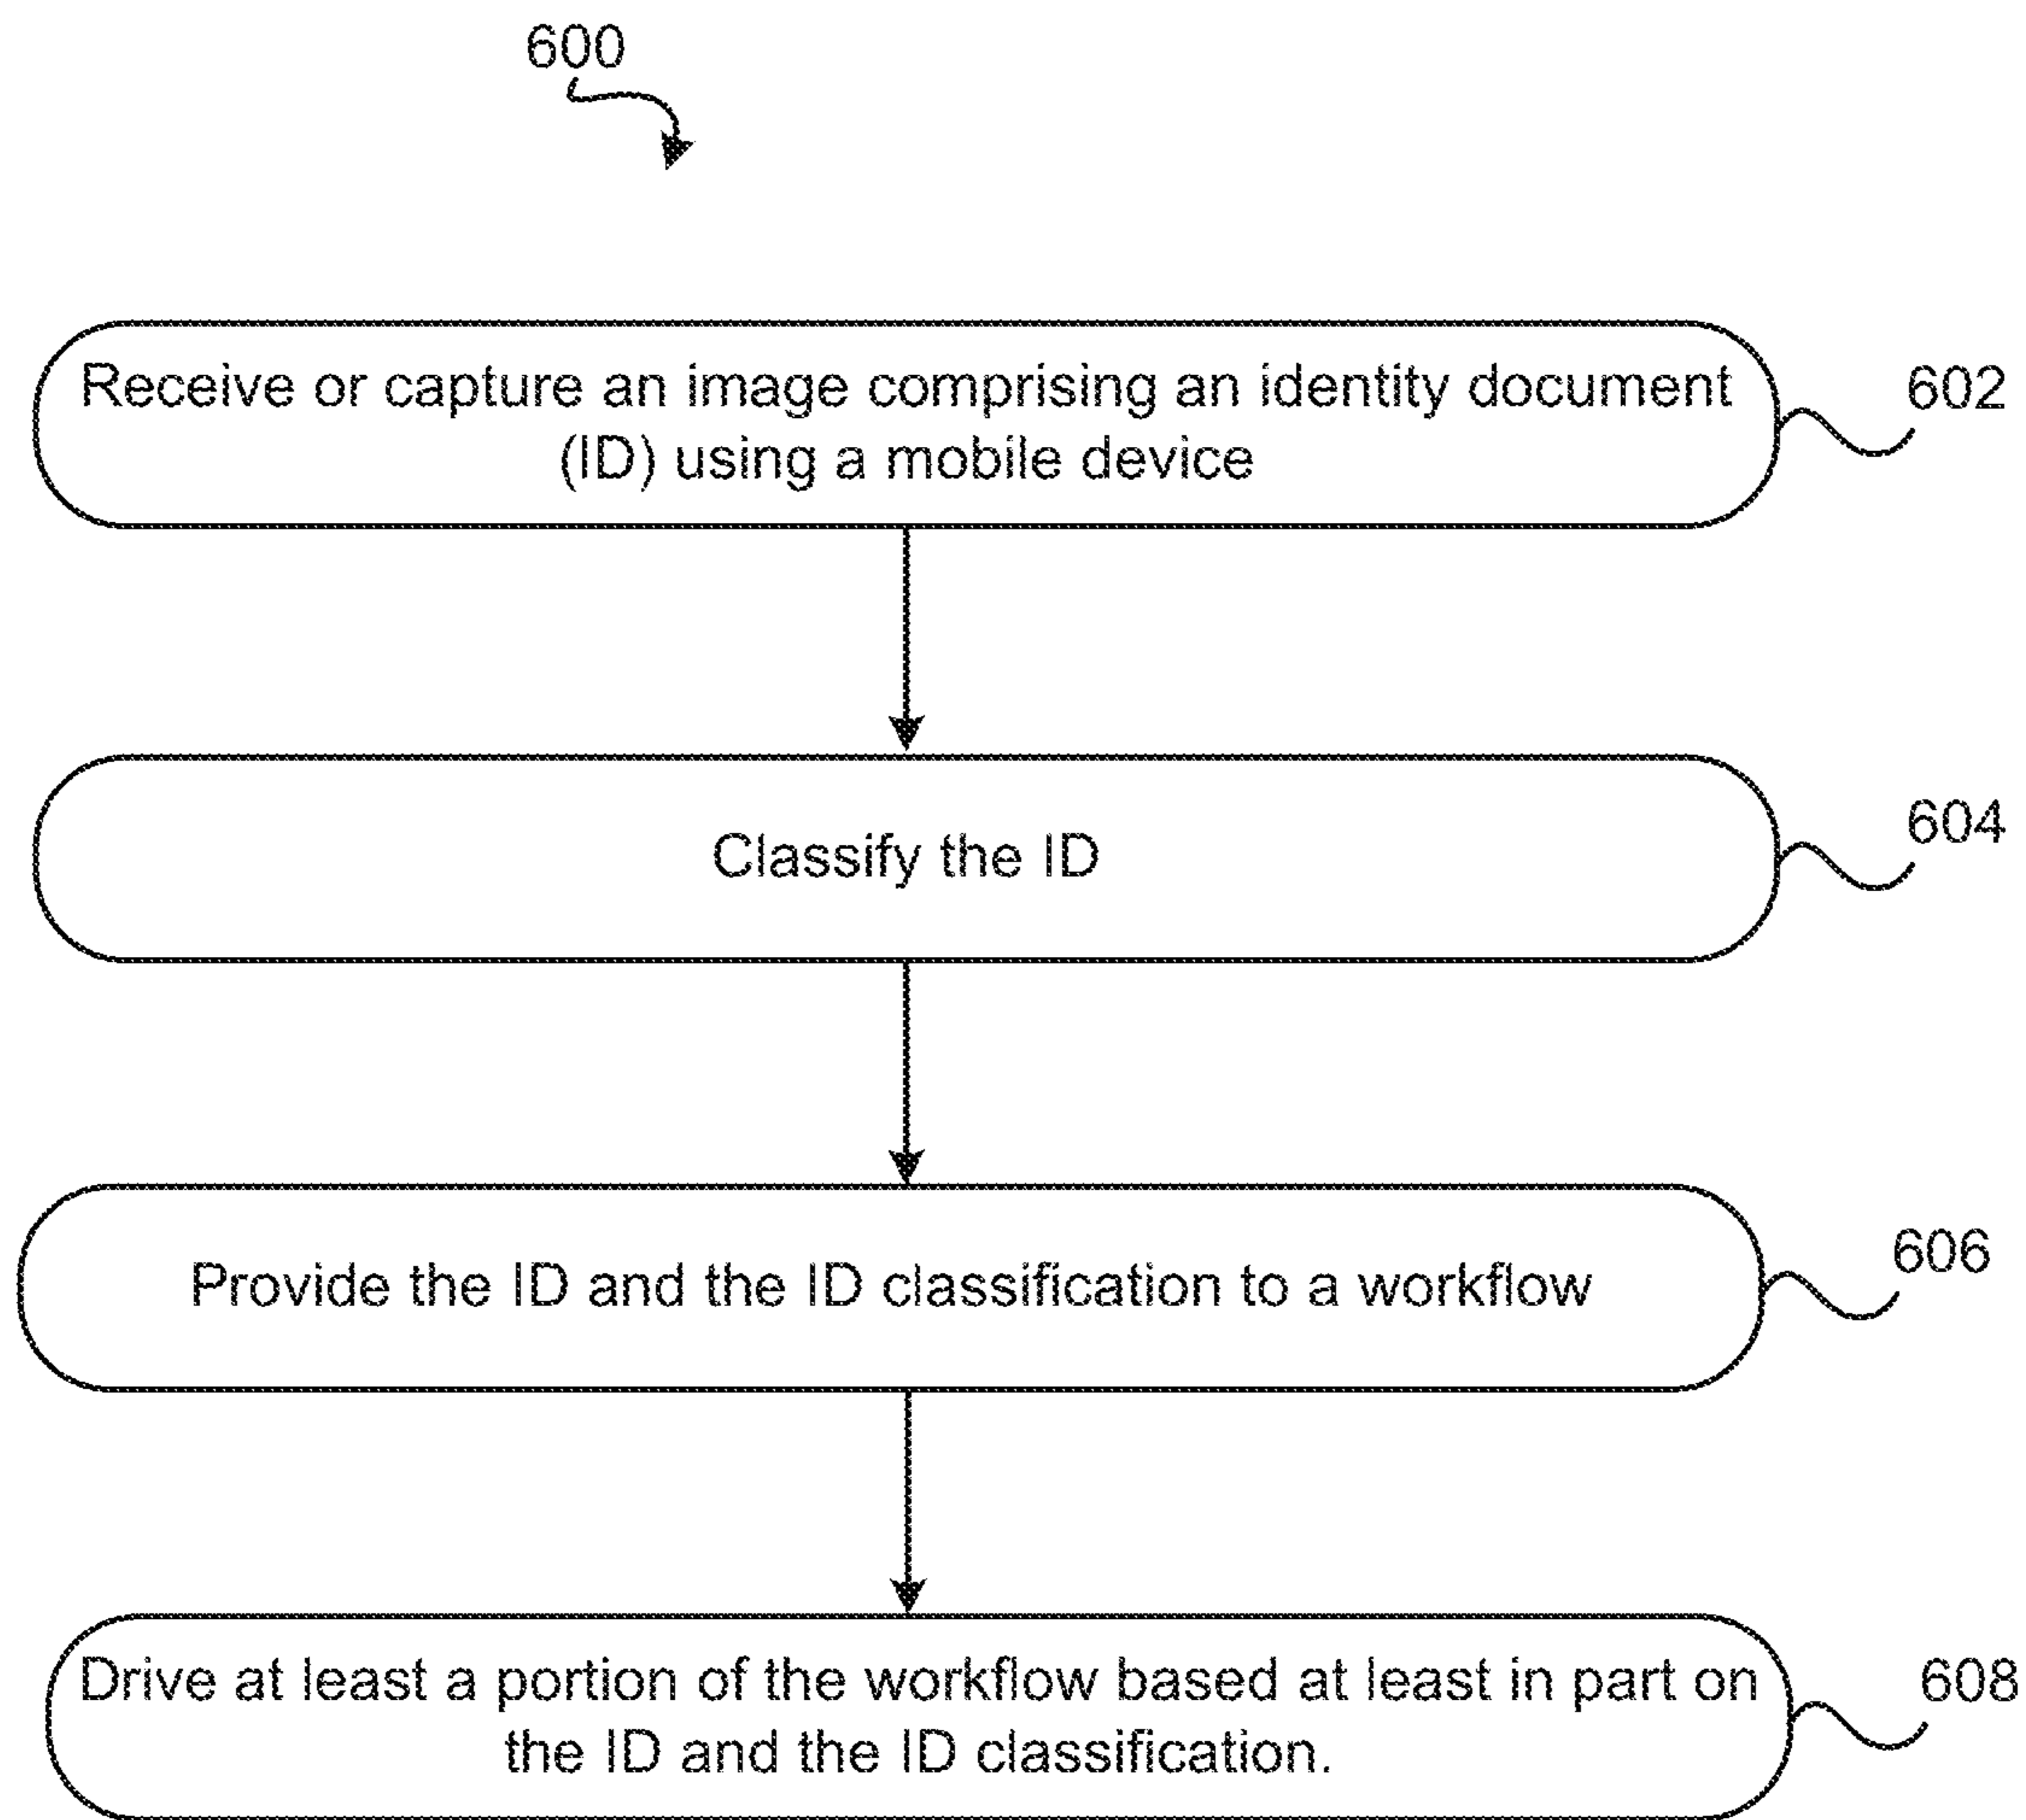 600
Receive or capture an image comprising an identity document
(ID) using a mobile device
602
Classify the ID
604
Provide the ID and the ID classification to a workflow
606
Drive at least a portion of the workflow based at least in part on
the ID and the ID classification.
608